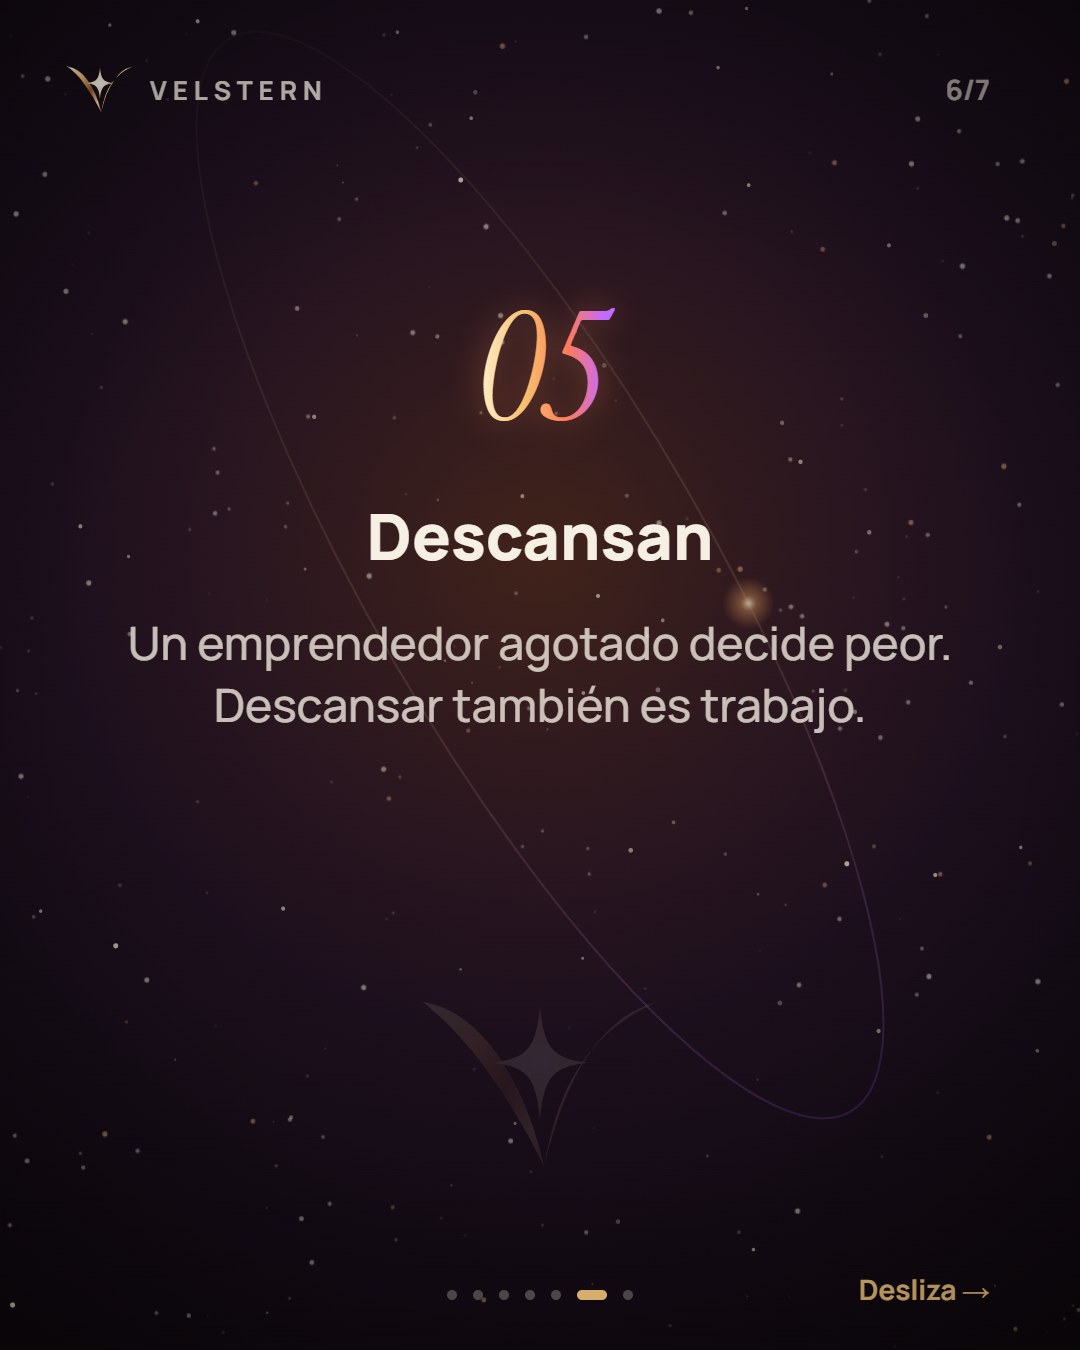 VELSTERN
6/7
05
Descansan
Un emprendedor agotado decide peor.
Descansar también es trabajo.
Desliza →